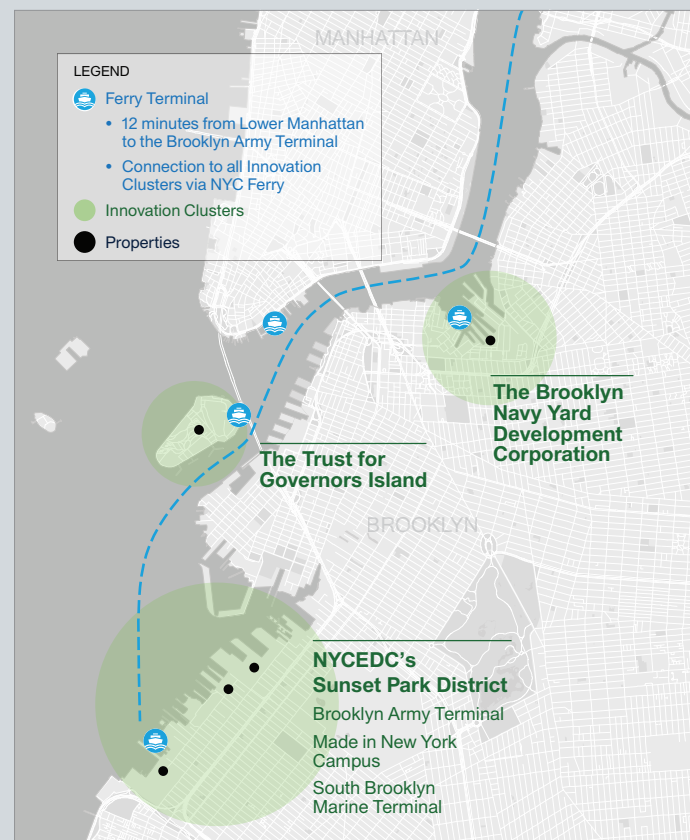 MANHATTAN
LEGEND
Ferry Terminal
• 12 minutes from Lower Manhattan
to the Brooklyn Army Terminal
• Connection to all Innovation
Clusters via NYC Ferry
Innovation Clusters
Properties
The Brooklyn
Navy Yard
Development
Corporation
The Trust for
Governors Island
BROOKLYN
NYCEDC’s
Sunset Park District
Brooklyn Army Terminal
Made in New York
Campus
South Brooklyn
Marine Terminal